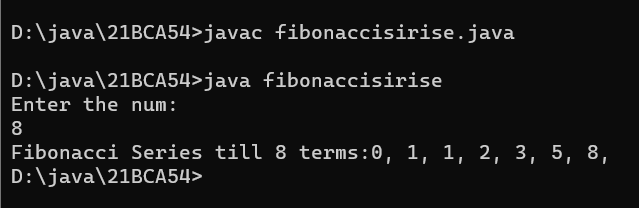 D:\java\21BCA54>javac fibonaccisirise.java
D:\java\21BCA54>java fibonaccisirise
Enter the num:
8
Fibonacci Series till 8 terms:0, 1, 1, 2, 3, 5, 8,
D:\java\21BCA54>